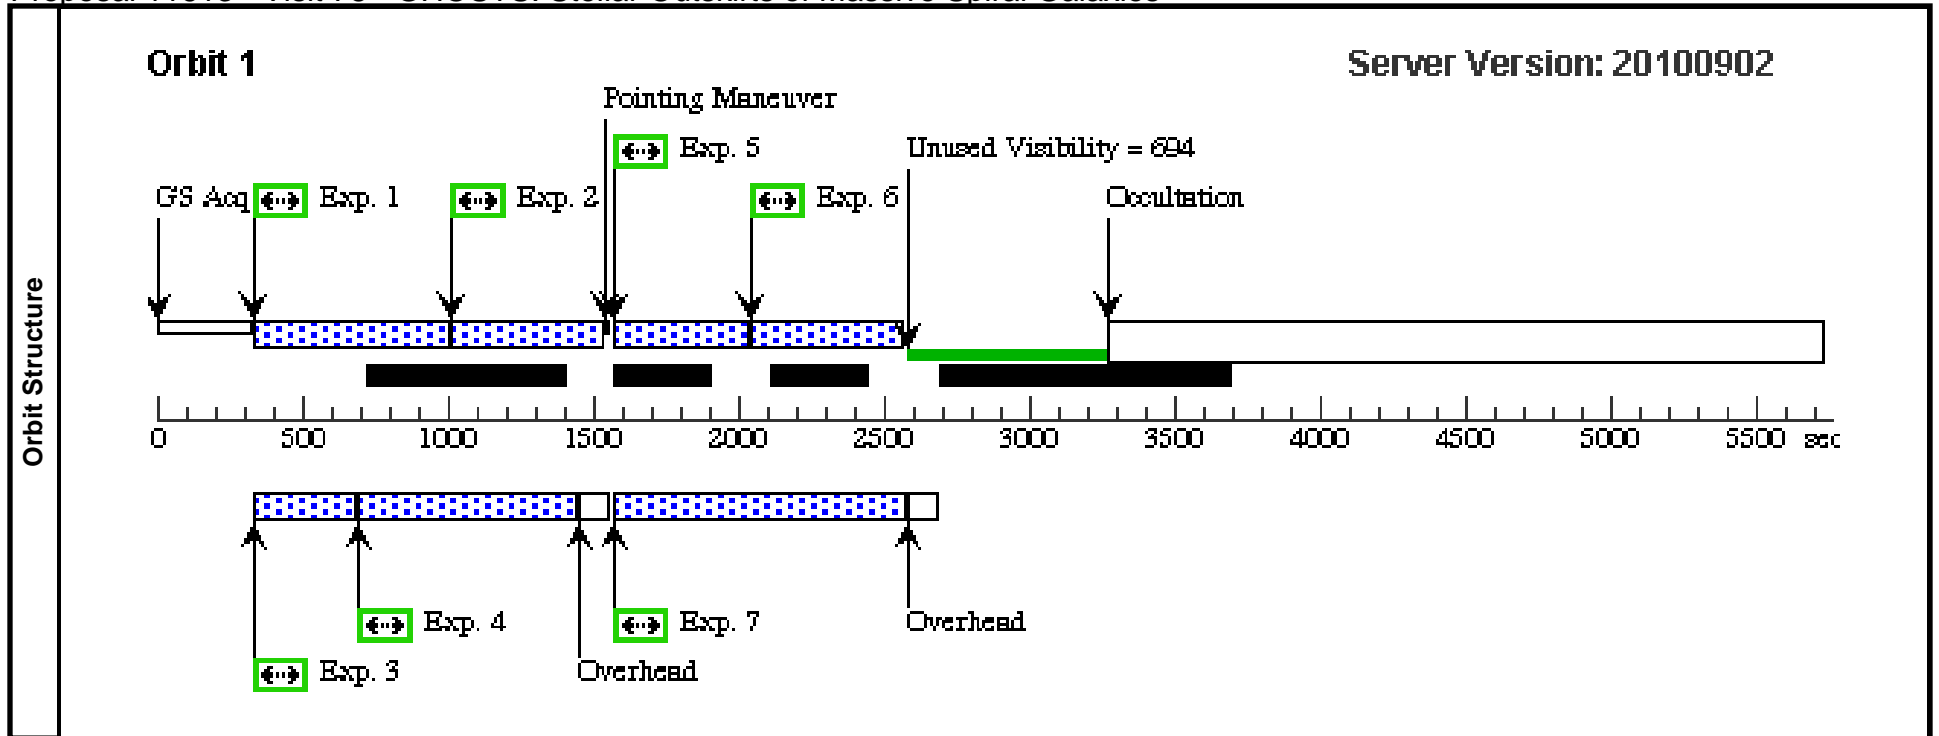 Orbit Structure
Orbit 1
Server Version: 20100902
Pointing Maneuver
Exp. 5
Unused Visibility = 694
GS Acq
Exp. 1
Exp. 2
Exp. 6
Occultation
0 500 1000 1500 2000 2500 3000 3500 4000 4500 5000 5500 sec
Exp. 4
Exp. 7
Overhead
Exp. 3
Overhead